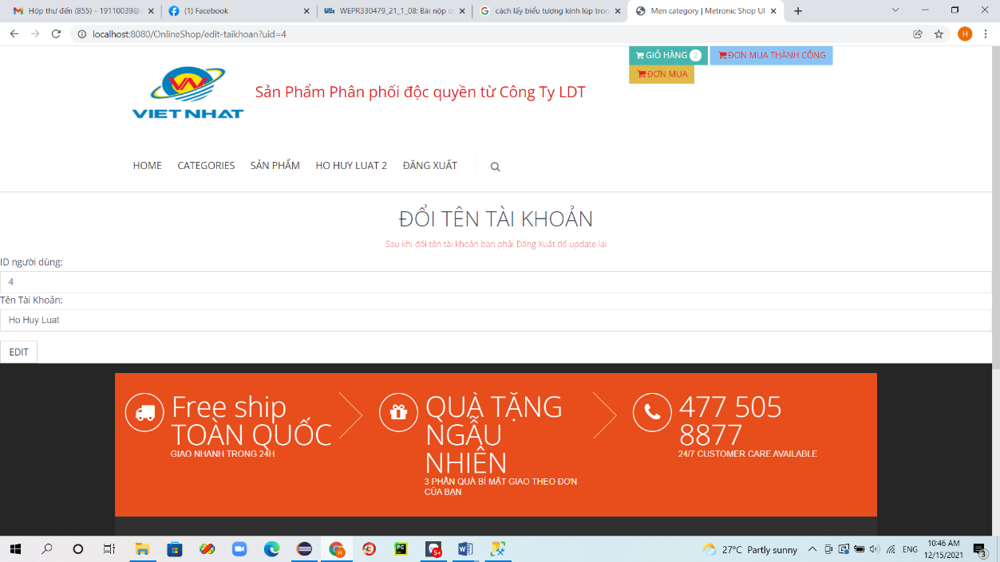 Hộp thư đến (855) - 19110039@s
(1) Facebook
WEPR330479_21_1_08: Bài nộp c
cách lấy biểu tượng kính lúp tron
Men category | Metronic Shop UI
localhost:8080/OnlineShop/edit-taikhoan?uid=4
H
GIỎ HÀNG 2
ĐƠN MUA THÀNH CÔNG
ĐƠN MUA
VIET NHAT
Sản Phẩm Phân phối độc quyền từ Công Ty LDT
HOME CATEGORIES SẢN PHẨM HO HUY LUAT 2 ĐĂNG XUẤT
ĐỔI TÊN TÀI KHOẢN
Sau khi đổi tên tài khoản bạn phải Đăng Xuất để update lại
ID người dùng:
4
Tên Tài Khoản:
Ho Huy Luat
EDIT
Free ship
TOÀN QUỐC
GIAO NHANH TRONG 24H
QUÀ TẶNG
NGẪU
NHIÊN
3 PHẦN QUÀ BÍ MẬT GIAO THEO ĐƠN
CỦA BẠN
477 505
8877
24/7 CUSTOMER CARE AVAILABLE
27°C Partly sunny
ENG
10:46 AM
12/15/2021
3